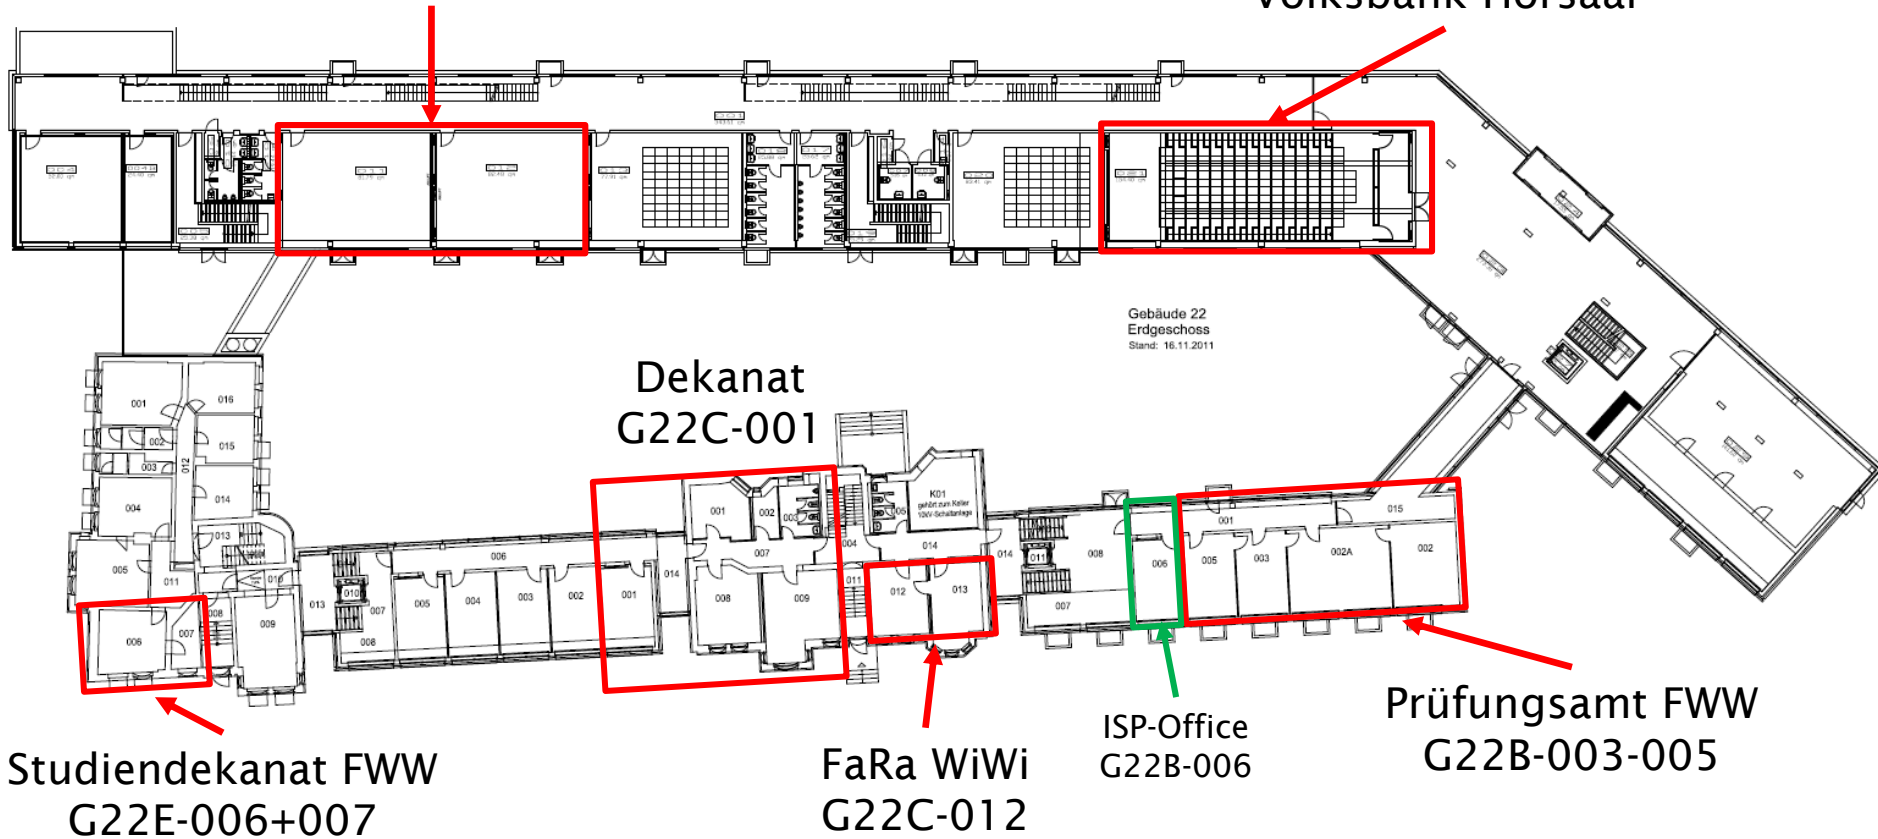 Volksbank Hörsaal
Gebäude 22
Erdgeschoss
Stand: 16.11.2011
Dekanat
G22C-001
001
016
002
015
003
012
014
004
013
005
011
010
008
009
006
007
013
010
007
008
006
005
004
003
002
001
014
001
002
003
007
008
009
004
05
K01
gehört zum Keller
10kV-Schaltanlage
014
011
012
013
014
011
008
007
006
001
015
005
003
002A
002
Studiendekanat FWW
G22E-006+007
FaRa WiWi
G22C-012
ISP-Office
G22B-006
Prüfungsamt FWW
G22B-003-005